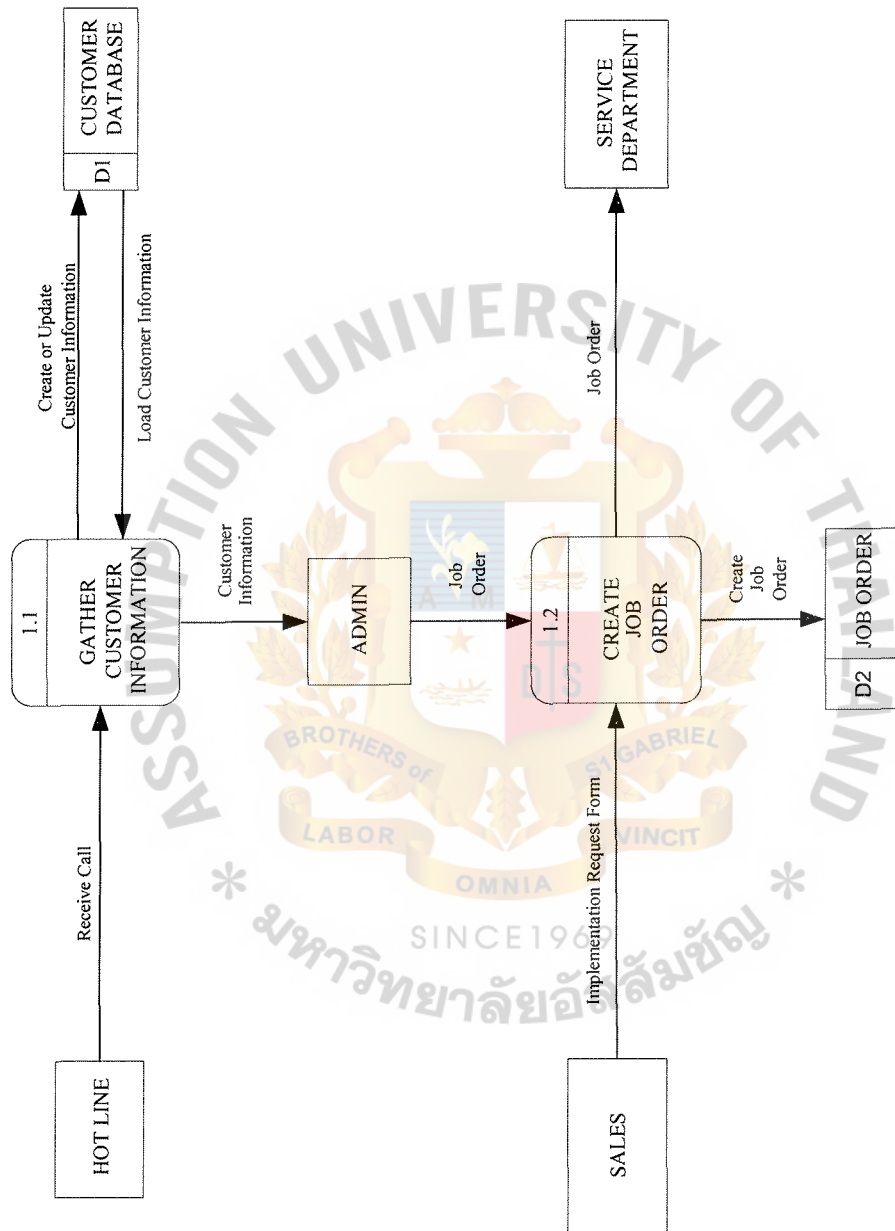 HOT LINE
Receive Call
1.1
GATHER
CUSTOMER
INFORMATION
Create or Update
Customer Information
Load Customer Information
D1
CUSTOMER
DATABASE
Customer
Information
ADMIN
Job
Order
SALES
Implementation Request Form
1.2
CREATE
JOB
ORDER
Job Order
SERVICE
DEPARTMENT
Create
Job
Order
D2
JOB ORDER
ASSUMPTION UNIVERSITY OF THAILAND
A M
D S
BROTHERS of
ST GABRIEL
LABOR
OMNIA
VINCIT
SINCE1969
* มหาวิทยาลัยอัสสัมชัญ *